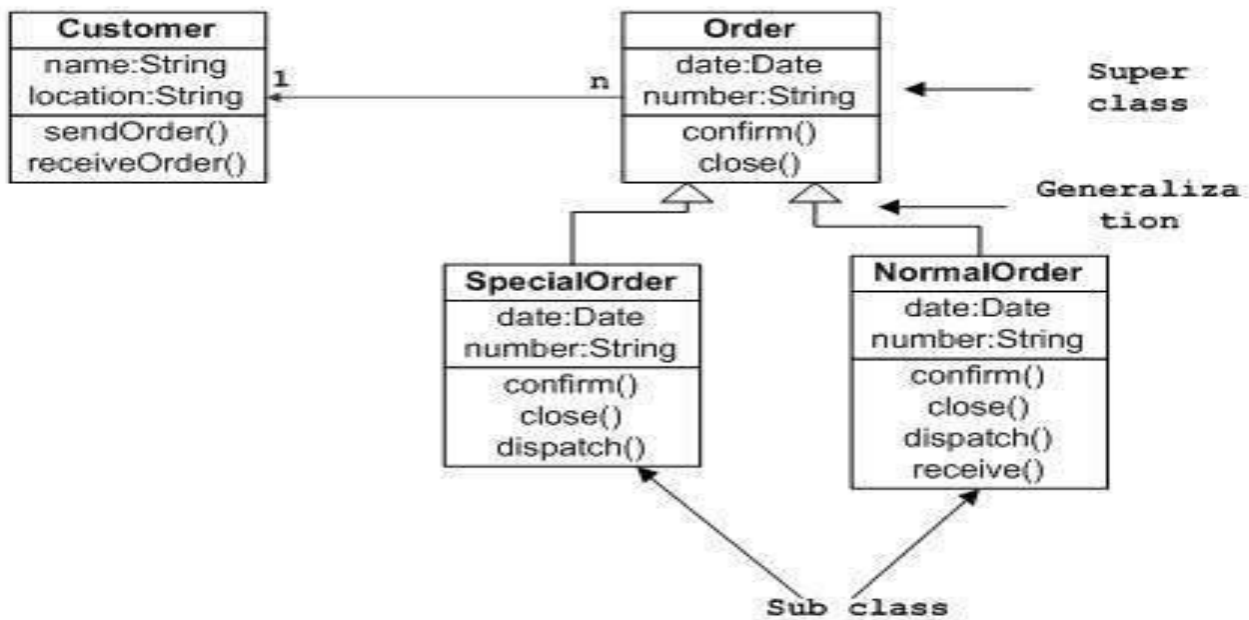 Customer
name:String
location:String
sendOrder()
receiveOrder()
1
n
Order
date:Date
number:String
confirm()
close()
Super
class
Generaliza
tion
SpecialOrder
date:Date
number:String
confirm()
close()
dispatch()
NormalOrder
date:Date
number:String
confirm()
close()
dispatch()
receive()
Sub class